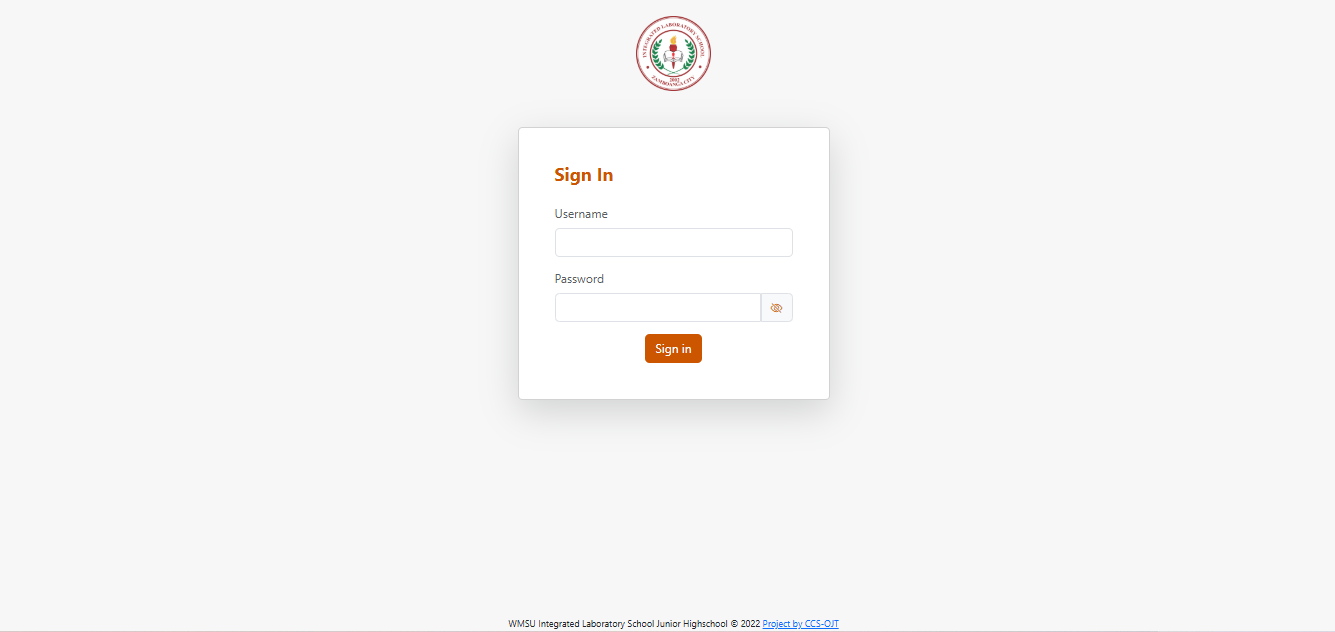 INTEGRATED LABORATORY SCHOOL
2002
ZAMBOANGA CITY
Sign In
Username
Password
Sign in
WMSU Integrated Laboratory School Junior Highschool © 2022 Project by CCS-OJT